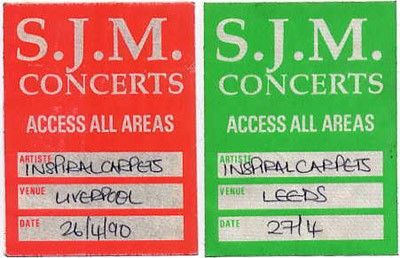 S.J.M.
CONCERTS
ACCESS ALL AREAS
ARTISTE
INSPIRAL CARPETS
VENUE
LIVERPOOL
DATE
26/4/90
S.J.M.
CONCERTS
ACCESS ALL AREAS
ARTISTE
INSPIRAL CARPETS
VENUE
LEEDS
DATE
27/4